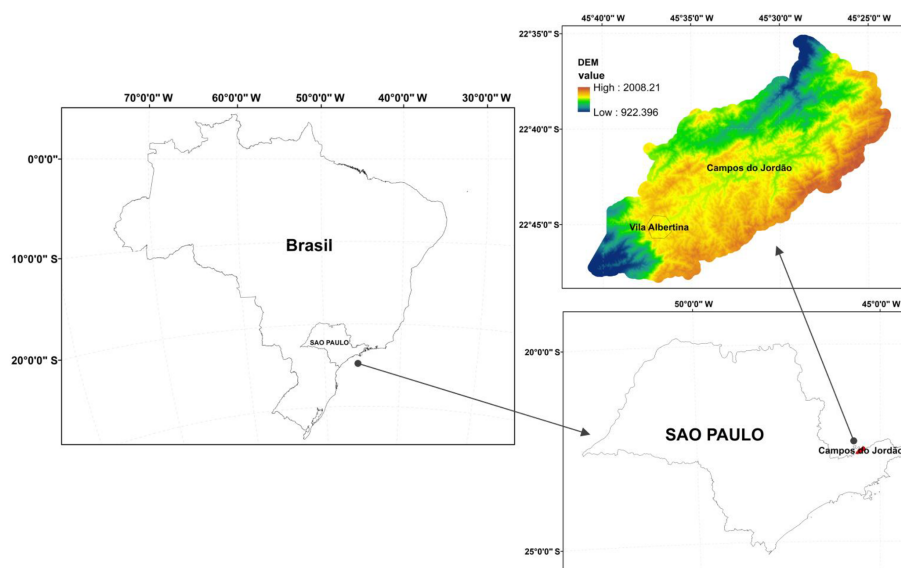 70°0'0"W 60°0'0"W 50°0'0"W 40°0'0"W 30°0'0"W
0°0'0"
10°0'0" S
20°0'0" S
Brasil
SAO PAULO
45°40'0" W 45°35'0" W 45°30'0" W 45°25'0" W
22°35'0" S
22°40'0" S
22°45'0" S
DEM
value
High : 2008.21
Low : 922.396
Campos do Jordão
Vila Albertina
50°0'0" W 45°0'0" W
20°0'0" S
25°0'0" S
SAO PAULO
Campos do Jordão